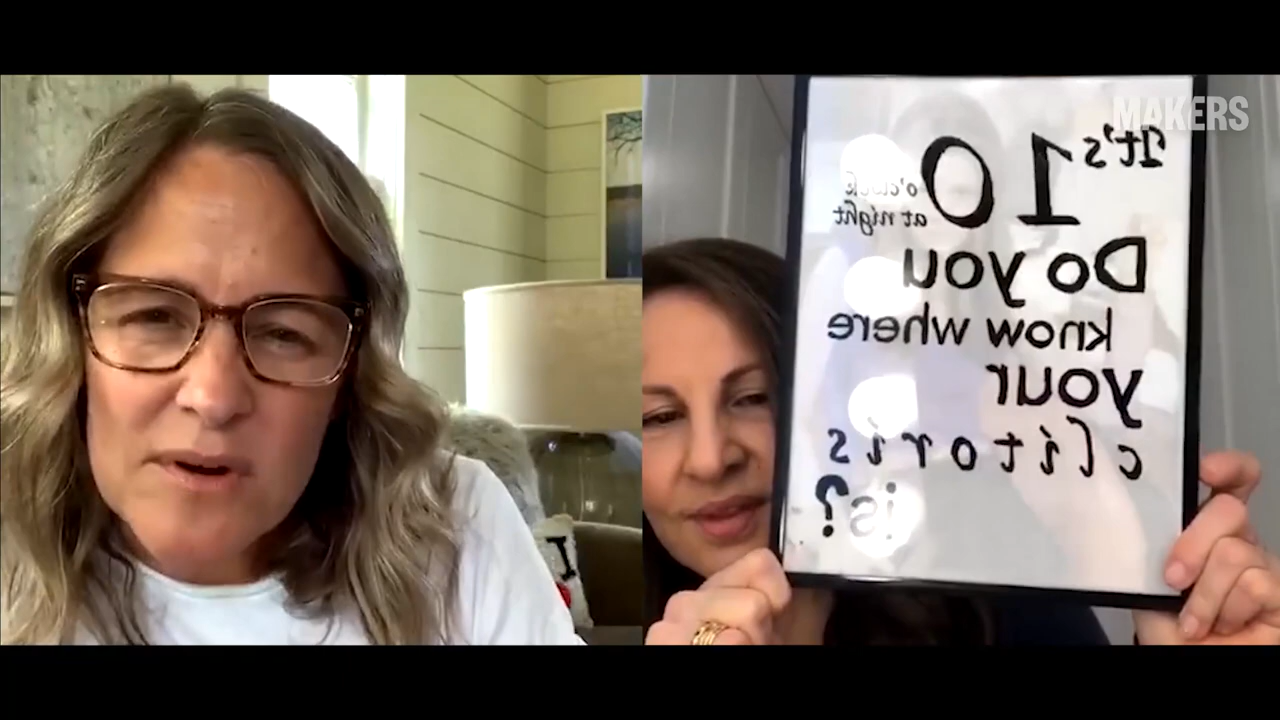 MAKERS
It's 10 o'clock
at night
Do you
know where
your
clitoris
is?
I